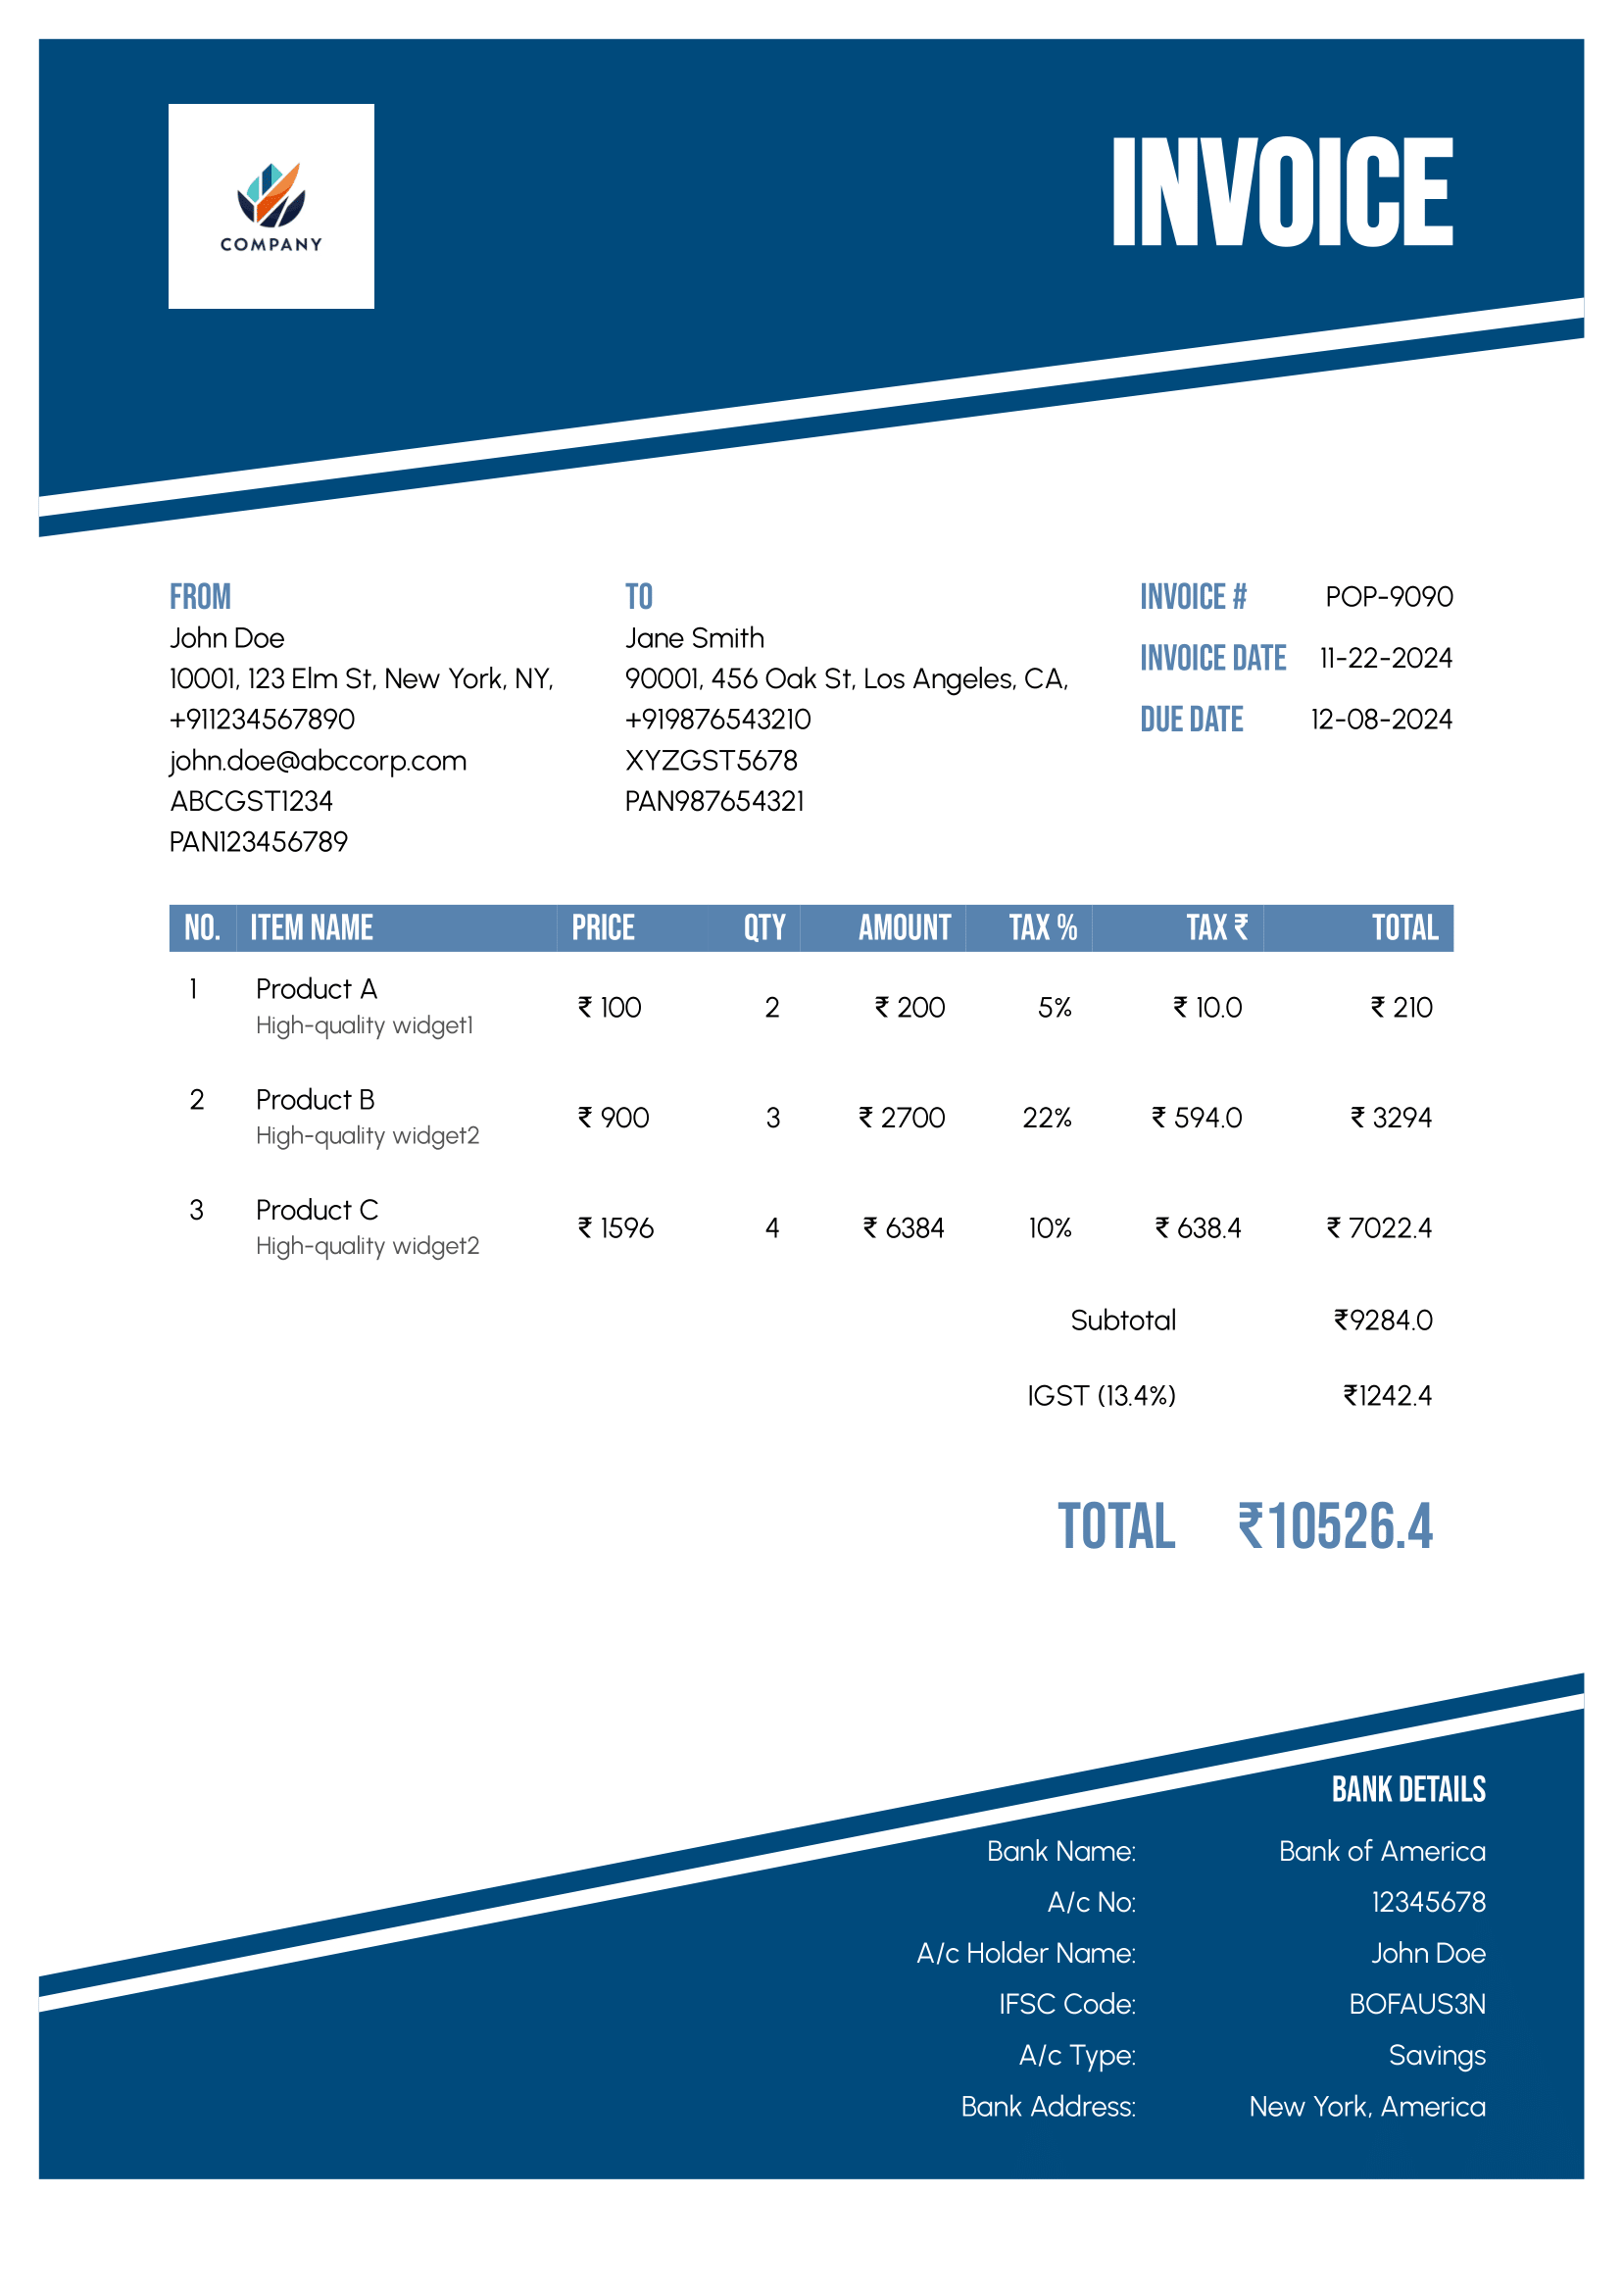 COMPANY
INVOICE
FROM
John Doe
10001, 123 Elm St, New York, NY,
+911234567890
john.doe@abccorp.com
ABCGST1234
PAN123456789
TO
Jane Smith
90001, 456 Oak St, Los Angeles, CA,
+919876543210
XYZGST5678
PAN987654321
INVOICE # POP-9090
INVOICE DATE 11-22-2024
DUE DATE 12-08-2024
NO. ITEM NAME PRICE QTY AMOUNT TAX % TAX ₹ TOTAL
1 Product A ₹ 100 2 ₹ 200 5% ₹ 10.0 ₹ 210
High-quality widget1
2 Product B ₹ 900 3 ₹ 2700 22% ₹ 594.0 ₹ 3294
High-quality widget2
3 Product C ₹ 1596 4 ₹ 6384 10% ₹ 638.4 ₹ 7022.4
High-quality widget2
Subtotal ₹9284.0
IGST (13.4%) ₹1242.4
TOTAL ₹10526.4
BANK DETAILS
Bank Name: Bank of America
A/c No: 12345678
A/c Holder Name: John Doe
IFSC Code: BOFAUS3N
A/c Type: Savings
Bank Address: New York, America